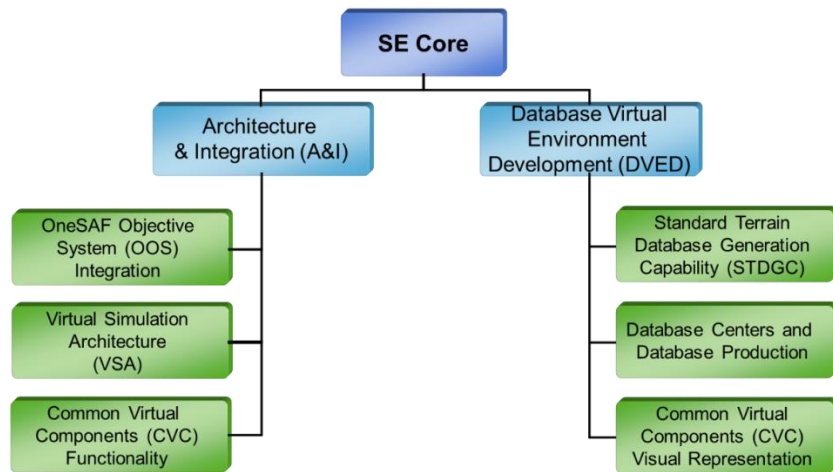 SE Core
Architecture
& Integration (A&I)
Database Virtual
Environment
Development (DVED)
OneSAF Objective
System (OOS)
Integration
Virtual Simulation
Architecture
(VSA)
Common Virtual
Components (CVC)
Functionality
Standard Terrain
Database Generation
Capability (STDGC)
Database Centers and
Database Production
Common Virtual
Components (CVC)
Visual Representation